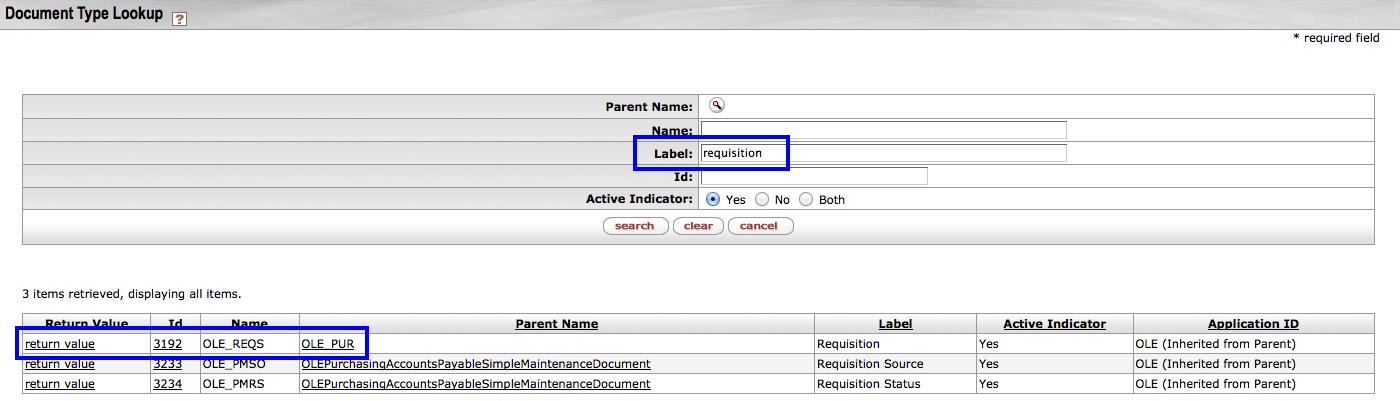 Document Type Lookup ?
* required field
Parent Name:
Name:
Label: requisition
Id:
Active Indicator: Yes No Both
search clear cancel
3 items retrieved, displaying all items.
Return Value Id Name Parent Name Label Active Indicator Application ID
return value 3192 OLE_REQS OLE_PUR Requisition Yes OLE (Inherited from Parent)
return value 3233 OLE_PMSO OLEPurchasingAccountsPayableSimpleMaintenanceDocument Requisition Source Yes OLE (Inherited from Parent)
return value 3234 OLE_PMRS OLEPurchasingAccountsPayableSimpleMaintenanceDocument Requisition Status Yes OLE (Inherited from Parent)